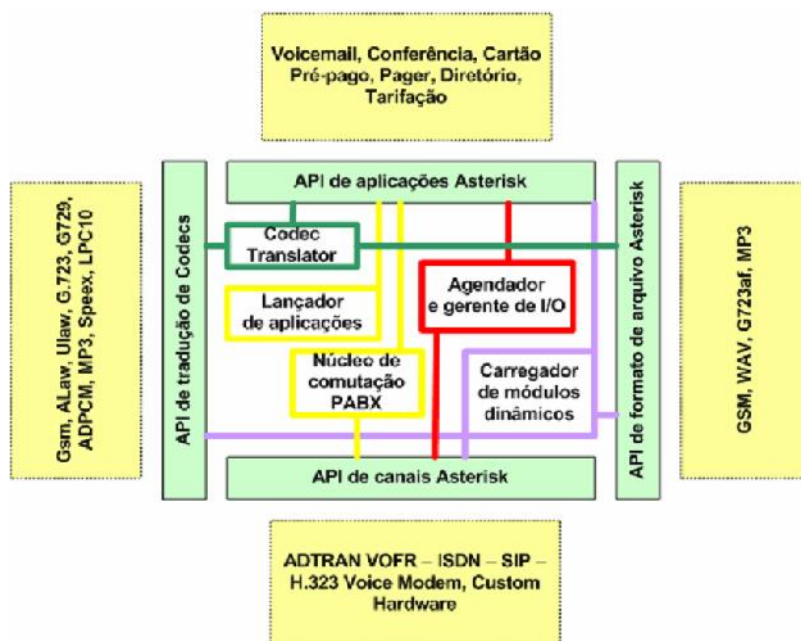 Voicemail, Conferência, Cartão
Pré-pago, Pager, Diretório,
Tarifação
API de aplicações Asterisk
Gsm, ALaw, Ulaw, G.723, G729,
ADPCM, MP3, Speex, LPC10
API de tradução de Codecs
Codec
Translator
Lançador
de aplicações
Núcleo de
comutação
PABX
Agendador
e gerente de I/O
Carregador
de módulos
dinâmicos
API de formato de arquivo Asterisk
GSM, WAV, G723af, MP3
API de canais Asterisk
ADTRAN VOFR – ISDN – SIP –
H.323 Voice Modem, Custom
Hardware